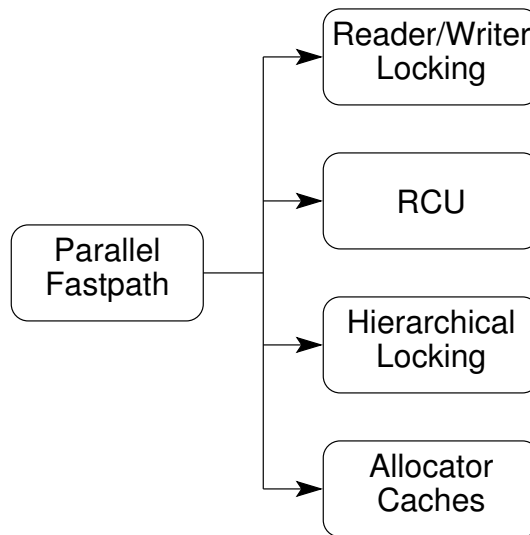 Reader/Writer
Locking
RCU
Parallel
Fastpath
Hierarchical
Locking
Allocator
Caches